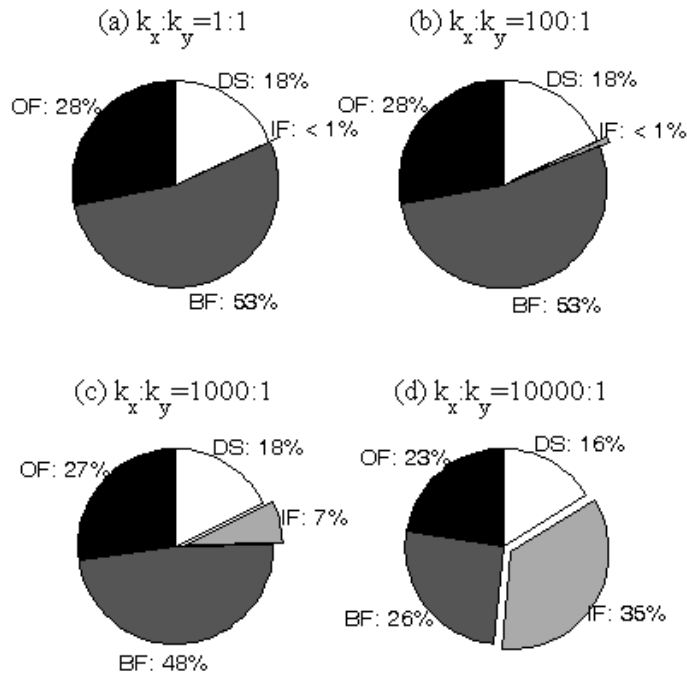 (a) kx:ky=1:1
DS: 18%
OF: 28%
IF: < 1%
BF: 53%
(b) kx:ky=100:1
DS: 18%
OF: 28%
IF: < 1%
BF: 53%
(c) kx:ky=1000:1
DS: 18%
OF: 27%
IF: 7%
BF: 48%
(d) kx:ky=10000:1
DS: 16%
OF: 23%
IF: 35%
BF: 26%